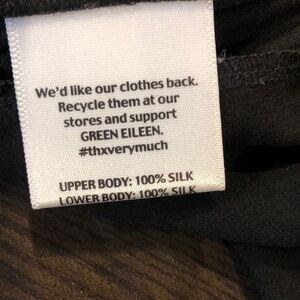 We'd like our clothes back.
Recycle them at our
stores and support
GREEN EILEEN.
#thxverymuch
UPPER BODY: 100% SILK
LOWER BODY: 100% SILK